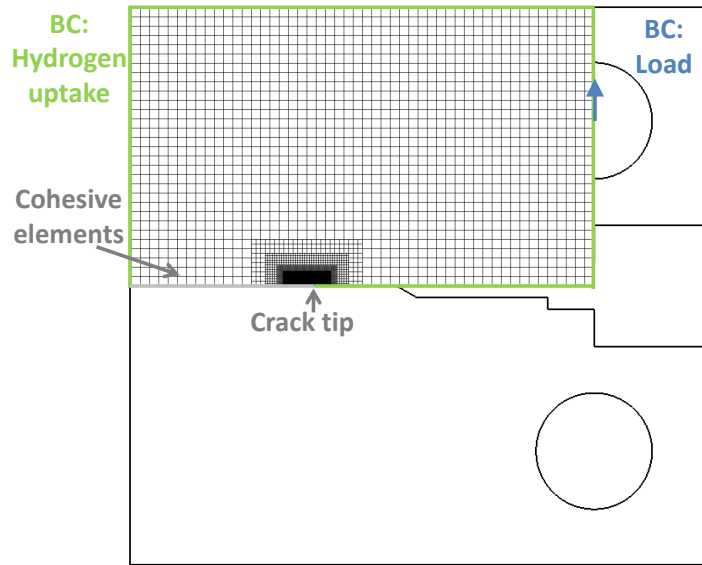 BC:
Hydrogen
uptake
BC:
Load
Cohesive
elements
Crack tip